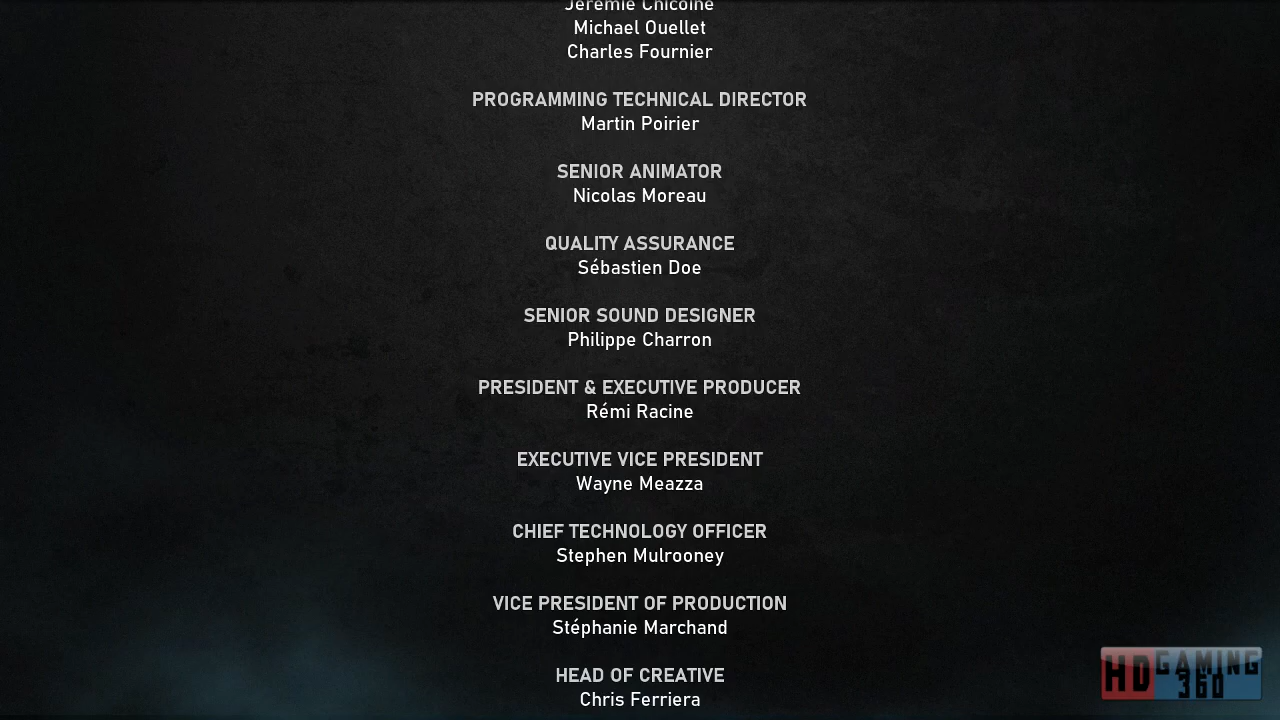 Jérémie Chicoine
Michael Ouellet
Charles Fournier
PROGRAMMING TECHNICAL DIRECTOR
Martin Poirier
SENIOR ANIMATOR
Nicolas Moreau
QUALITY ASSURANCE
Sébastien Doe
SENIOR SOUND DESIGNER
Philippe Charron
PRESIDENT & EXECUTIVE PRODUCER
Rémi Racine
EXECUTIVE VICE PRESIDENT
Wayne Meazza
CHIEF TECHNOLOGY OFFICER
Stephen Mulrooney
VICE PRESIDENT OF PRODUCTION
Stéphanie Marchand
HEAD OF CREATIVE
Chris Ferriera
HD GAMING
360